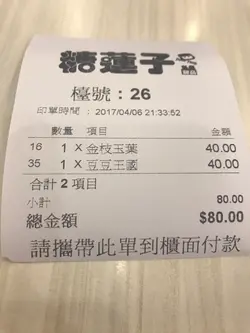 糖蓮子 甜品
檯號：26
印單時間 : 2017/04/06 21:33:52
數量 項目 金額
16 1 X 金枝玉葉 40.00
35 1 X 豆豆王國 40.00
合計 2 項目
小計 80.00
總金額 $80.00
請攜帶此單到櫃面付款